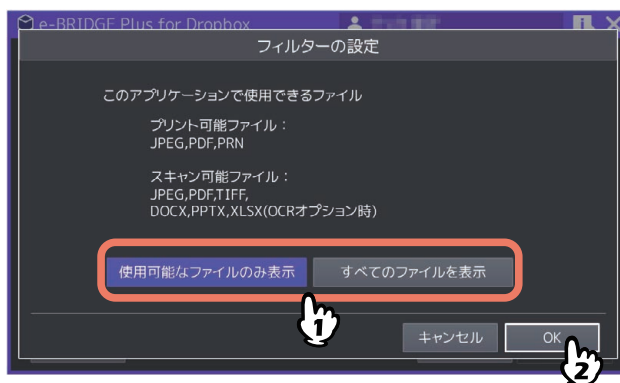 e-BRIDGE Plus for Dropbox
フィルターの設定
このアプリケーションで使用できるファイル
プリント可能ファイル：
JPEG,PDF,PRN
スキャン可能ファイル：
JPEG,PDF,TIFF,
DOCX,PPTX,XLSX(OCRオプション時)
使用可能なファイルのみ表示
すべてのファイルを表示
1
キャンセル
OK
2